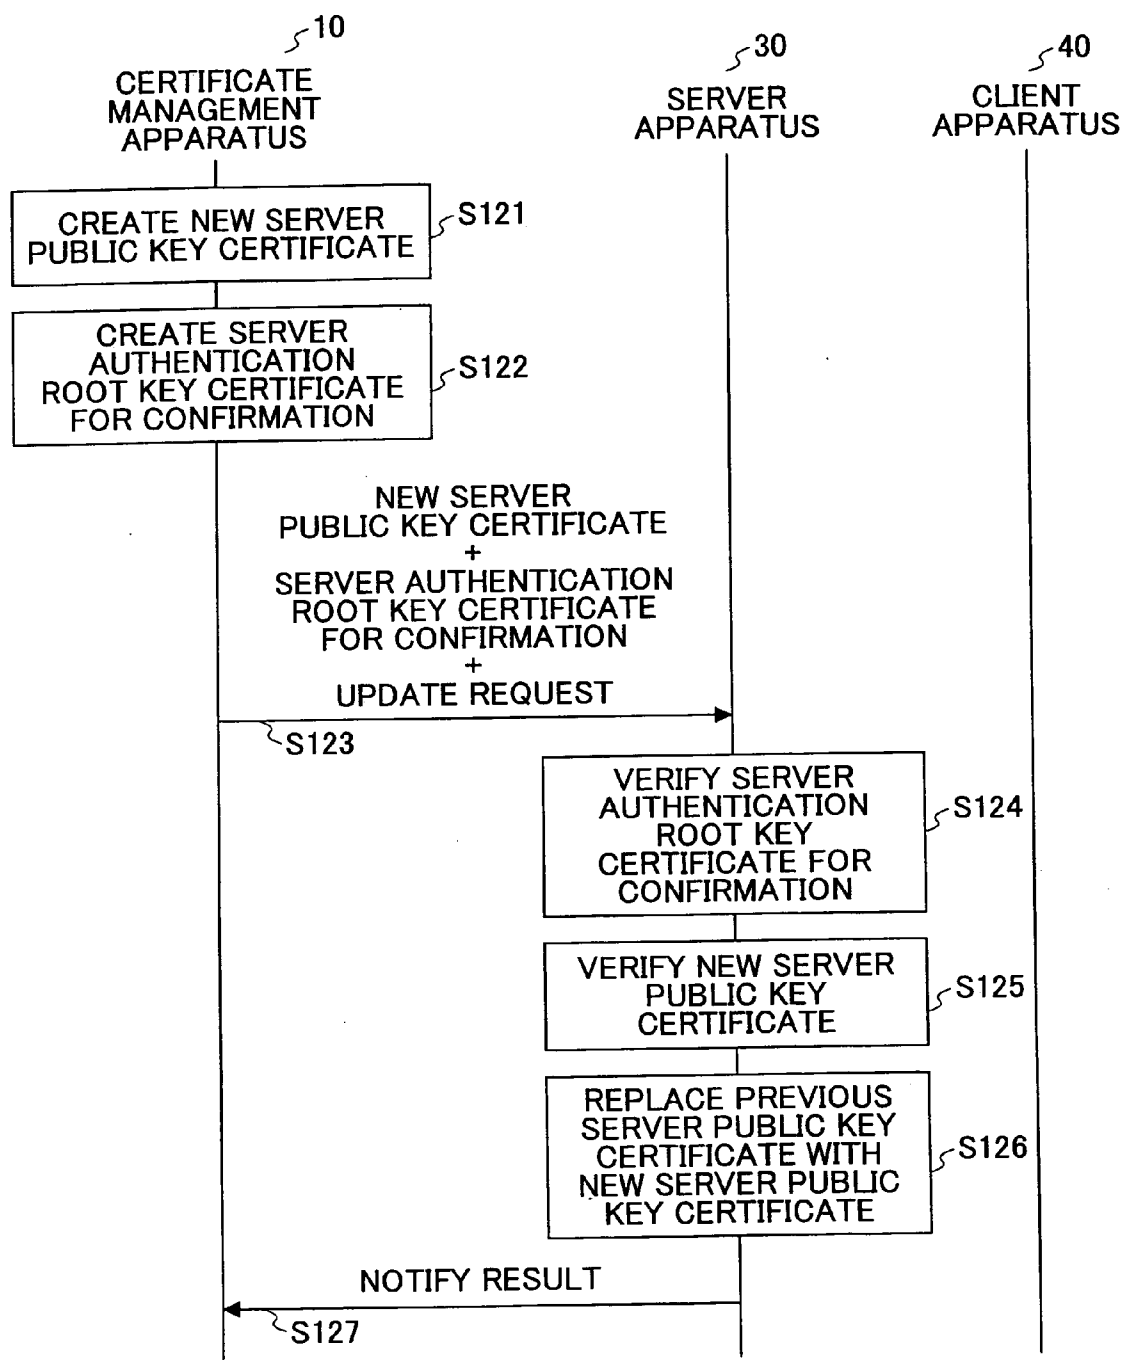 10
CERTIFICATE
MANAGEMENT
APPARATUS
30
SERVER
APPARATUS
40
CLIENT
APPARATUS
CREATE NEW SERVER
PUBLIC KEY CERTIFICATE
S121
CREATE SERVER
AUTHENTICATION
ROOT KEY CERTIFICATE
FOR CONFIRMATION
S122
NEW SERVER
PUBLIC KEY CERTIFICATE
+
SERVER AUTHENTICATION
ROOT KEY CERTIFICATE
FOR CONFIRMATION
+
UPDATE REQUEST
S123
VERIFY SERVER
AUTHENTICATION
ROOT KEY
CERTIFICATE FOR
CONFIRMATION
S124
VERIFY NEW SERVER
PUBLIC KEY
CERTIFICATE
S125
REPLACE PREVIOUS
SERVER PUBLIC KEY
CERTIFICATE WITH
NEW SERVER PUBLIC
KEY CERTIFICATE
S126
NOTIFY RESULT
S127